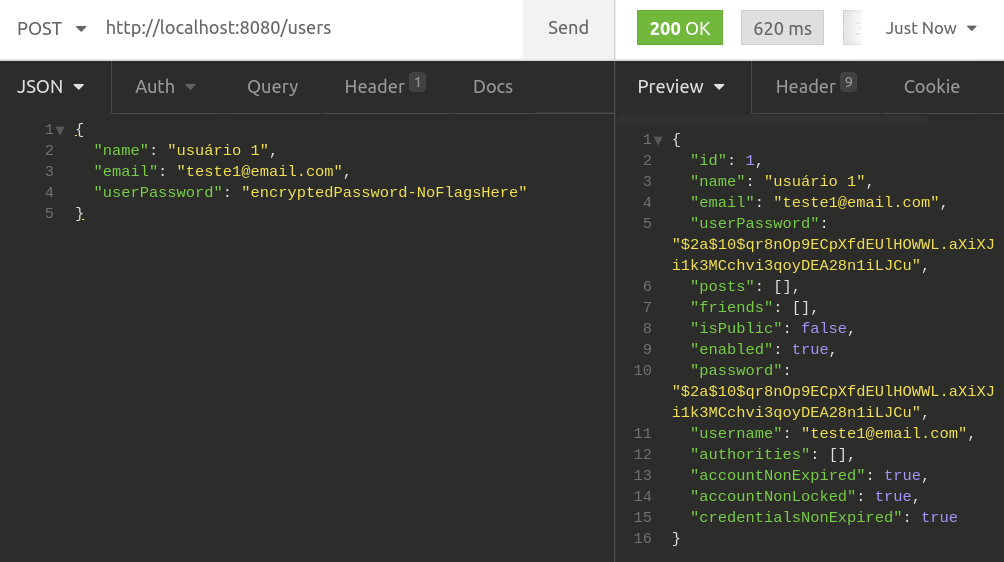 POST http://localhost:8080/users Send 200 OK 620 ms Just Now
JSON Auth Query Header 1 Docs Preview Header 9 Cookie
1 {
2 "name": "usuário 1",
3 "email": "teste1@email.com",
4 "userPassword": "encryptedPassword-NoFlagsHere"
5 }
1 {
2 "id": 1,
3 "name": "usuário 1",
4 "email": "teste1@email.com",
5 "userPassword":
"$2a$10$qr8nOp9ECpXfdEUlHOWWL.aXiXJ
i1k3MCchvi3qoyDEA28n1iLJCu",
6 "posts": [],
7 "friends": [],
8 "isPublic": false,
9 "enabled": true,
10 "password":
"$2a$10$qr8nOp9ECpXfdEUlHOWWL.aXiXJ
i1k3MCchvi3qoyDEA28n1iLJCu",
11 "username": "teste1@email.com",
12 "authorities": [],
13 "accountNonExpired": true,
14 "accountNonLocked": true,
15 "credentialsNonExpired": true
16 }